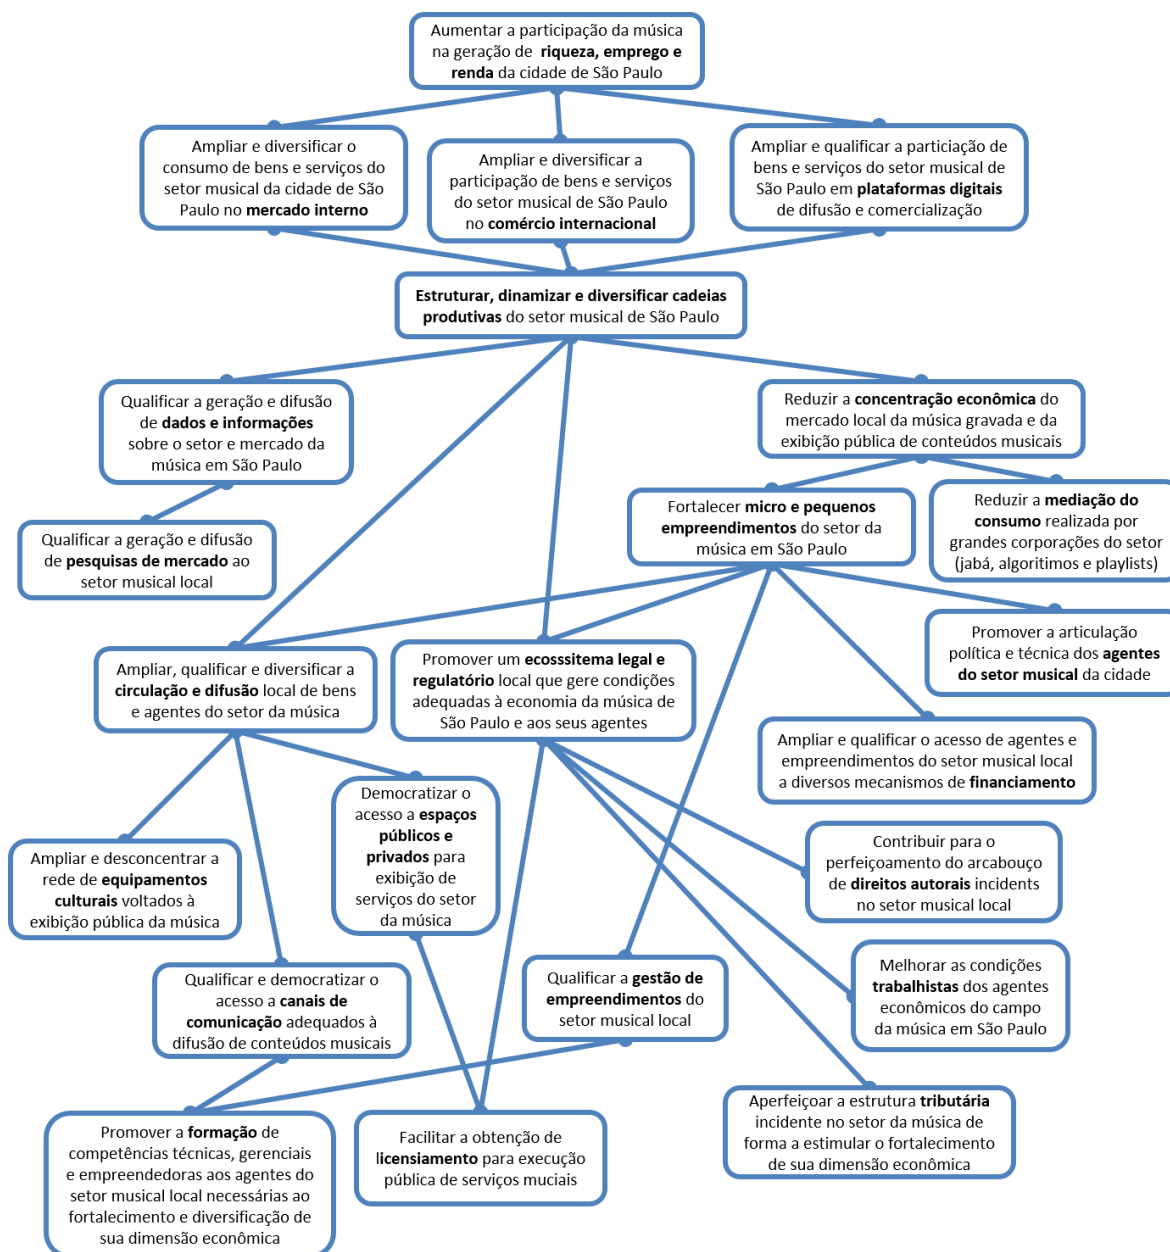 Aumentar a participação da música
na geração de riqueza, emprego e
renda da cidade de São Paulo
Ampliar e diversificar o
consumo de bens e serviços do
setor musical da cidade de São
Paulo no mercado interno
Ampliar e diversificar a
participação de bens e serviços
do setor musical de São Paulo
no comércio internacional
Ampliar e qualificar a particiação de
bens e serviços do setor musical de
São Paulo em plataformas digitais
de difusão e comercialização
Estruturar, dinamizar e diversificar cadeias
produtivas do setor musical de São Paulo
Qualificar a geração e difusão
de dados e informações
sobre o setor e mercado da
música em São Paulo
Reduzir a concentração econômica do
mercado local da música gravada e da
exibição pública de conteúdos musicais
Qualificar a geração e difusão
de pesquisas de mercado ao
setor musical local
Fortalecer micro e pequenos
empreendimentos do setor da
música em São Paulo
Reduzir a mediação do
consumo realizada por
grandes corporações do setor
(jabá, algoritimos e playlists)
Ampliar, qualificar e diversificar a
circulação e difusão local de bens
e agentes do setor da música
Promover um ecosssitema legal e
regulatório local que gere condições
adequadas à economia da música de
São Paulo e aos seus agentes
Promover a articulação
política e técnica dos agentes
do setor musical da cidade
Ampliar e qualificar o acesso de agentes e
empreendimentos do setor musical local
a diversos mecanismos de financiamento
Democratizar o
acesso a espaços
públicos e
privados para
exibição de
serviços do setor
da música
Ampliar e desconcentrar a
rede de equipamentos
culturais voltados à
exibição pública da música
Contribuir para o
perfeiçoamento do arcabouço
de direitos autorais incidents
no setor musical local
Qualificar e democratizar o
acesso a canais de
comunicação adequados à
difusão de conteúdos musicais
Qualificar a gestão de
empreendimentos do
setor musical local
Melhorar as condições
trabalhistas dos agentes
econômicos do campo
da música em São Paulo
Promover a formação de
competências técnicas, gerenciais
e empreendedoras aos agentes do
setor musical local necessárias ao
fortalecimento e diversificação de
sua dimensão econômica
Facilitar a obtenção de
licensiamento para execução
pública de serviços muciais
Aperfeiçoar a estrutura tributária
incidente no setor da música de
forma a estimular o fortalecimento
de sua dimensão econômica